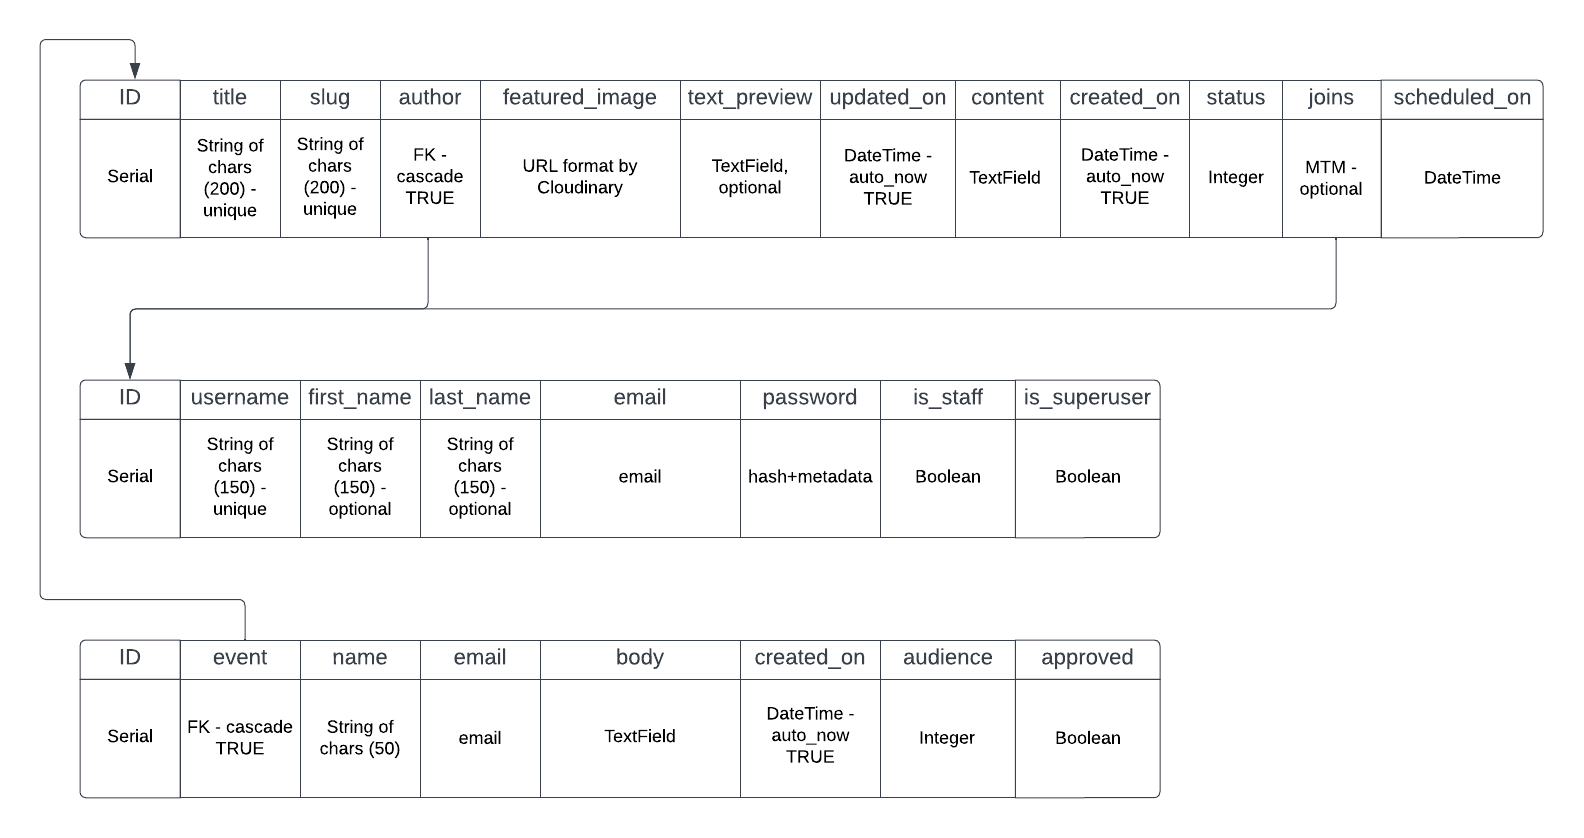 ID
title
slug
author
featured_image
text_preview
updated_on
content
created_on
status
joins
scheduled_on
Serial
String of
chars
(200) -
unique
String of
chars
(200) -
unique
FK -
cascade
TRUE
URL format by
Cloudinary
TextField,
optional
DateTime -
auto_now
TRUE
TextField
DateTime -
auto_now
TRUE
Integer
MTM -
optional
DateTime
ID
username
first_name
last_name
email
password
is_staff
is_superuser
Serial
String of
chars
(150) -
unique
String of
chars
(150) -
optional
String of
chars
(150) -
optional
email
hash+metadata
Boolean
Boolean
ID
event
name
email
body
created_on
audience
approved
Serial
FK - cascade
TRUE
String of
chars (50)
email
TextField
DateTime -
auto_now
TRUE
Integer
Boolean